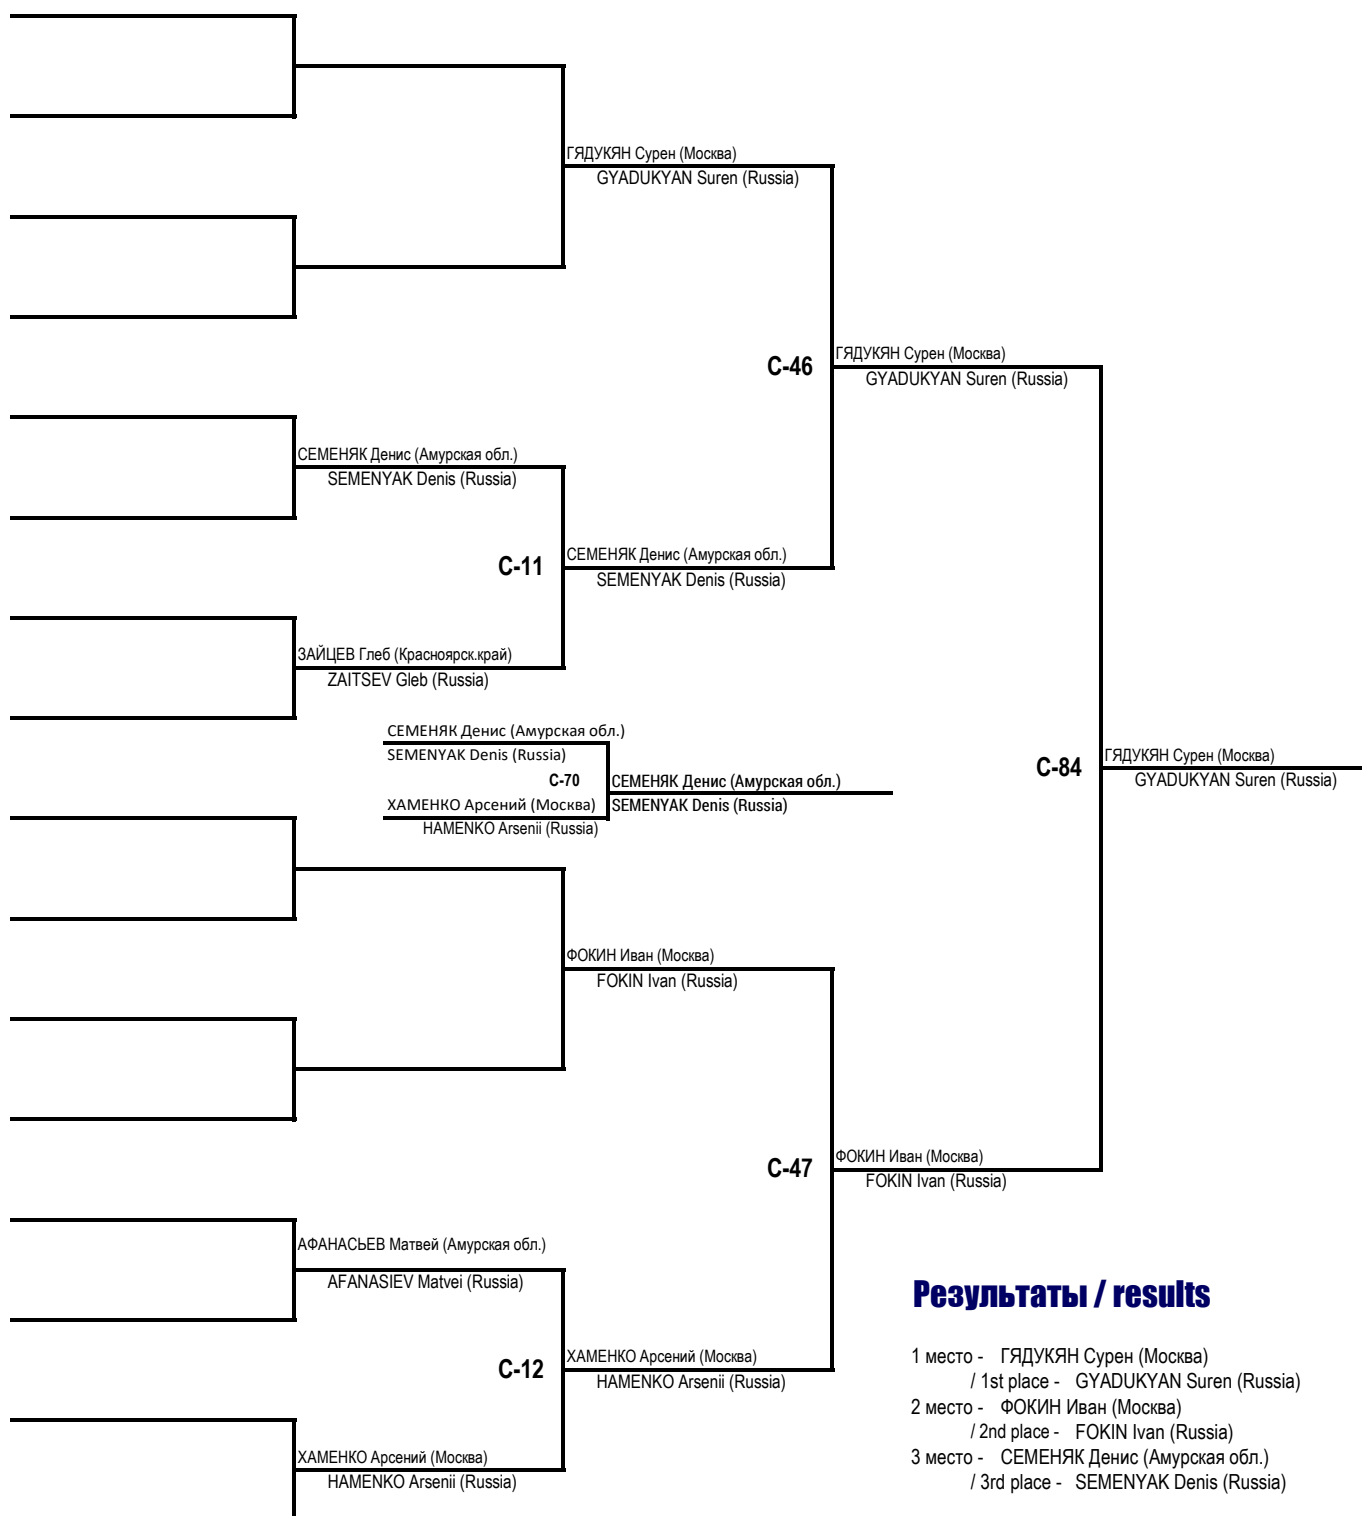 ГЯДУКЯН Сурен (Москва)
GYADUKYAN Suren (Russia)
C-46
ГЯДУКЯН Сурен (Москва)
GYADUKYAN Suren (Russia)
СЕМЕНЯК Денис (Амурская обл.)
SEMENYAK Denis (Russia)
C-11
СЕМЕНЯК Денис (Амурская обл.)
SEMENYAK Denis (Russia)
ЗАЙЦЕВ Глеб (Красноярск.край)
ZAITSEV Gleb (Russia)
СЕМЕНЯК Денис (Амурская обл.)
SEMENYAK Denis (Russia)
C-70
СЕМЕНЯК Денис (Амурская обл.)
SEMENYAK Denis (Russia)
ХАМЕНКО Арсений (Москва)
HAMENKO Arsenii (Russia)
C-84
ГЯДУКЯН Сурен (Москва)
GYADUKYAN Suren (Russia)
ФОКИН Иван (Москва)
FOKIN Ivan (Russia)
C-47
ФОКИН Иван (Москва)
FOKIN Ivan (Russia)
АФАНАСЬЕВ Матвей (Амурская обл.)
AFANASIEV Matvei (Russia)
C-12
ХАМЕНКО Арсений (Москва)
HAMENKO Arsenii (Russia)
ХАМЕНКО Арсений (Москва)
HAMENKO Arsenii (Russia)
Результаты / results
1 место - ГЯДУКЯН Сурен (Москва)
/ 1st place - GYADUKYAN Suren (Russia)
2 место - ФОКИН Иван (Москва)
/ 2nd place - FOKIN Ivan (Russia)
3 место - СЕМЕНЯК Денис (Амурская обл.)
/ 3rd place - SEMENYAK Denis (Russia)